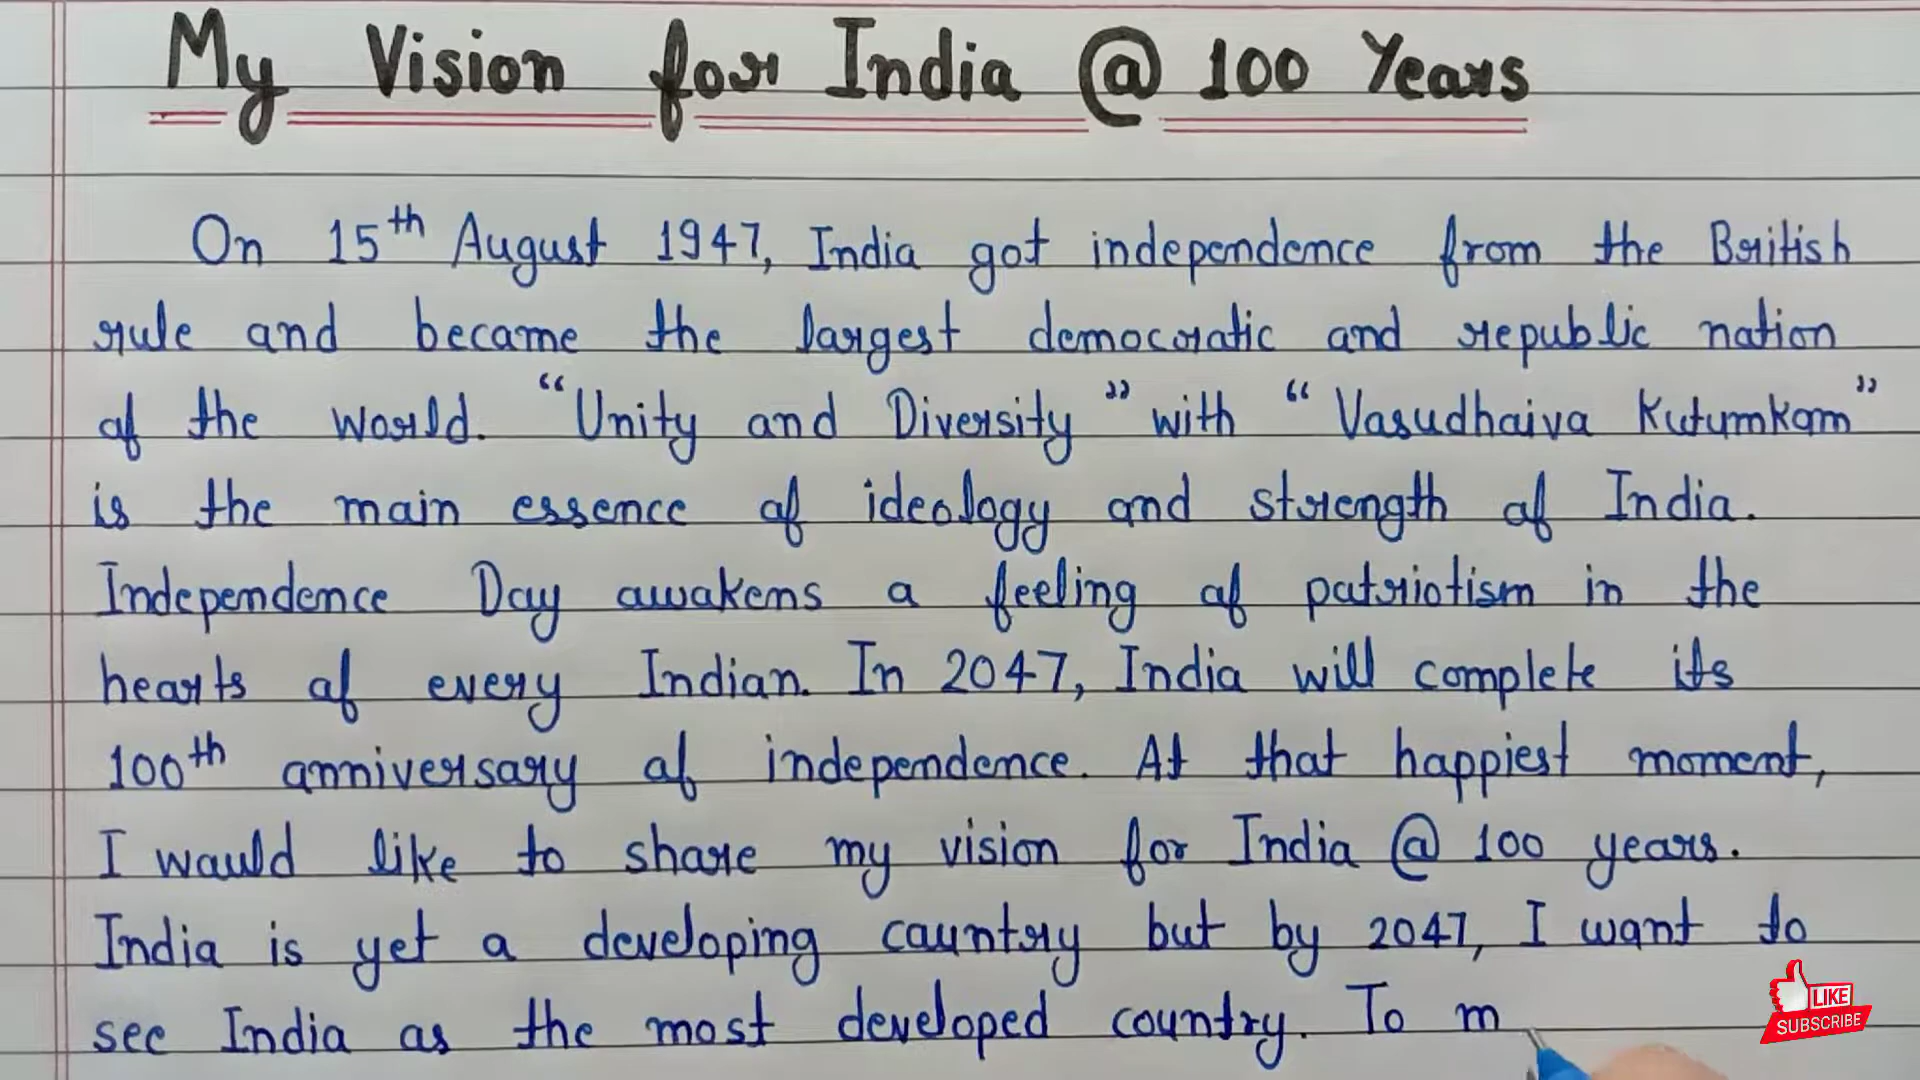 My Vision for India @ 100 Years
On 15th August 1947, India got independence from the British
rule and became the largest democratic and republic nation
of the world. "Unity and Diversity" with "Vasudhaiva Kutumkam"
is the main essence of ideology and strength of India.
Independence Day awakens a feeling of patriotism in the
hearts of every Indian. In 2047, India will complete its
100th anniversary of independence. At that happiest moment,
I would like to share my vision for India @ 100 years.
India is yet a developing country but by 2047, I want to
see India as the most developed country. To m
LIKE
SUBSCRIBE